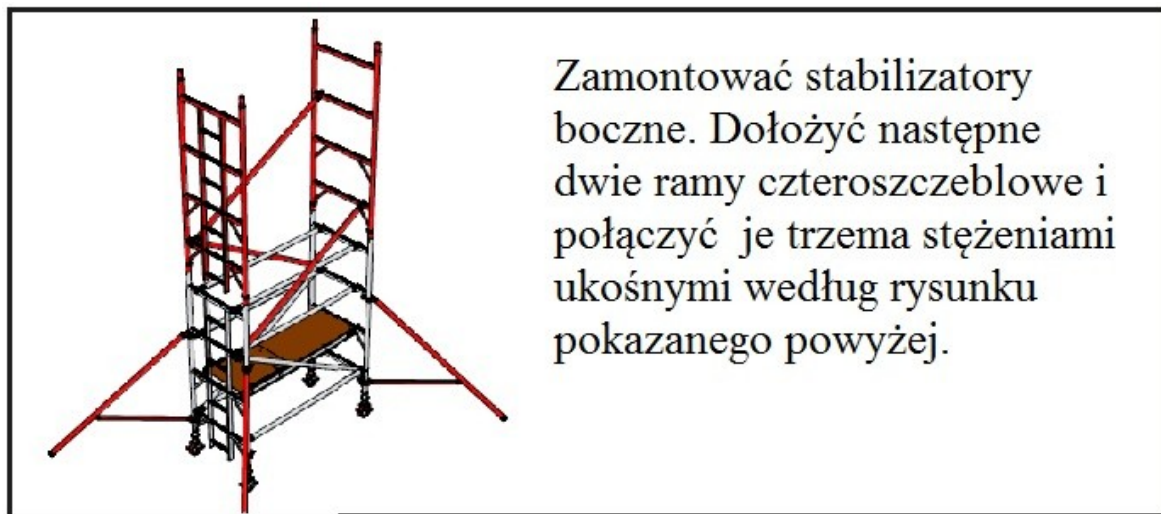 Zamontować stabilizatory
boczne. Dołożyć następne
dwie ramy czteroszczeblowe i
połączyć je trzema stężeniami
ukośnymi według rysunku
pokazanego powyżej.